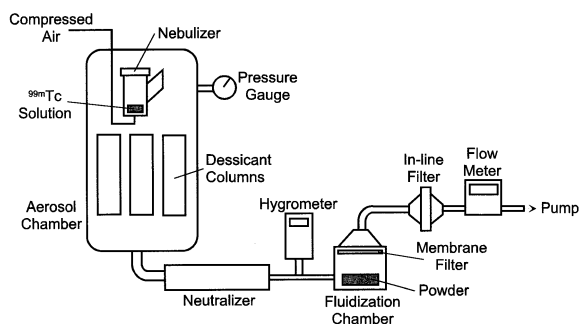 Compressed
Air
Nebulizer
99mTc
Solution
Pressure
Gauge
Dessicant
Columns
Aerosol
Chamber
Neutralizer
Hygrometer
In-line
Filter
Flow
Meter
> Pump
Membrane
Filter
Powder
Fluidization
Chamber